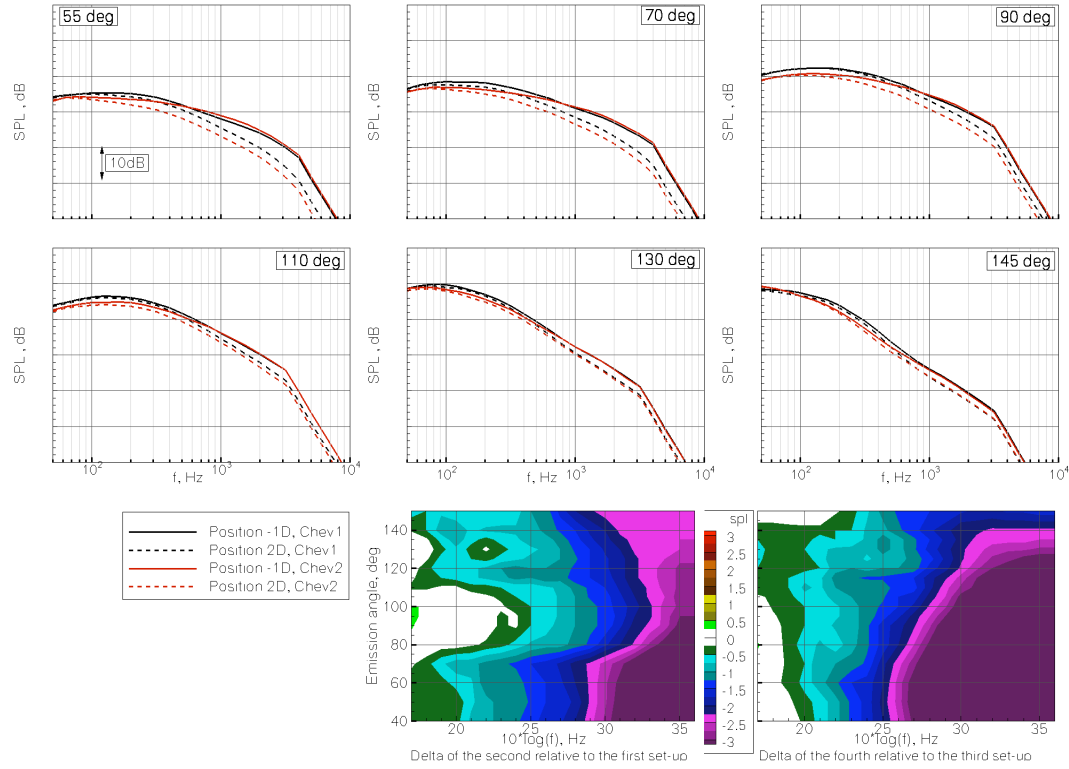 55 deg
70 deg
90 deg
SPL, dB
SPL, dB
SPL, dB
10dB
110 deg
130 deg
145 deg
SPL, dB
SPL, dB
SPL, dB
10² 10³ 10⁴
f, Hz
10² 10³ 10⁴
f, Hz
10² 10³ 10⁴
f, Hz
Position -1D, Chev1
Position 2D, Chev1
Position -1D, Chev2
Position 2D, Chev2
Emission angle, deg
140
120
100
80
60
40
20 25 30 35
10*log(f), Hz
Delta of the second relative to the first set-up
spl
3
2.5
2
1.5
1
0.5
0
-0.5
-1
-1.5
-2
-2.5
-3
20 25 30 35
10*log(f), Hz
Delta of the fourth relative to the third set-up